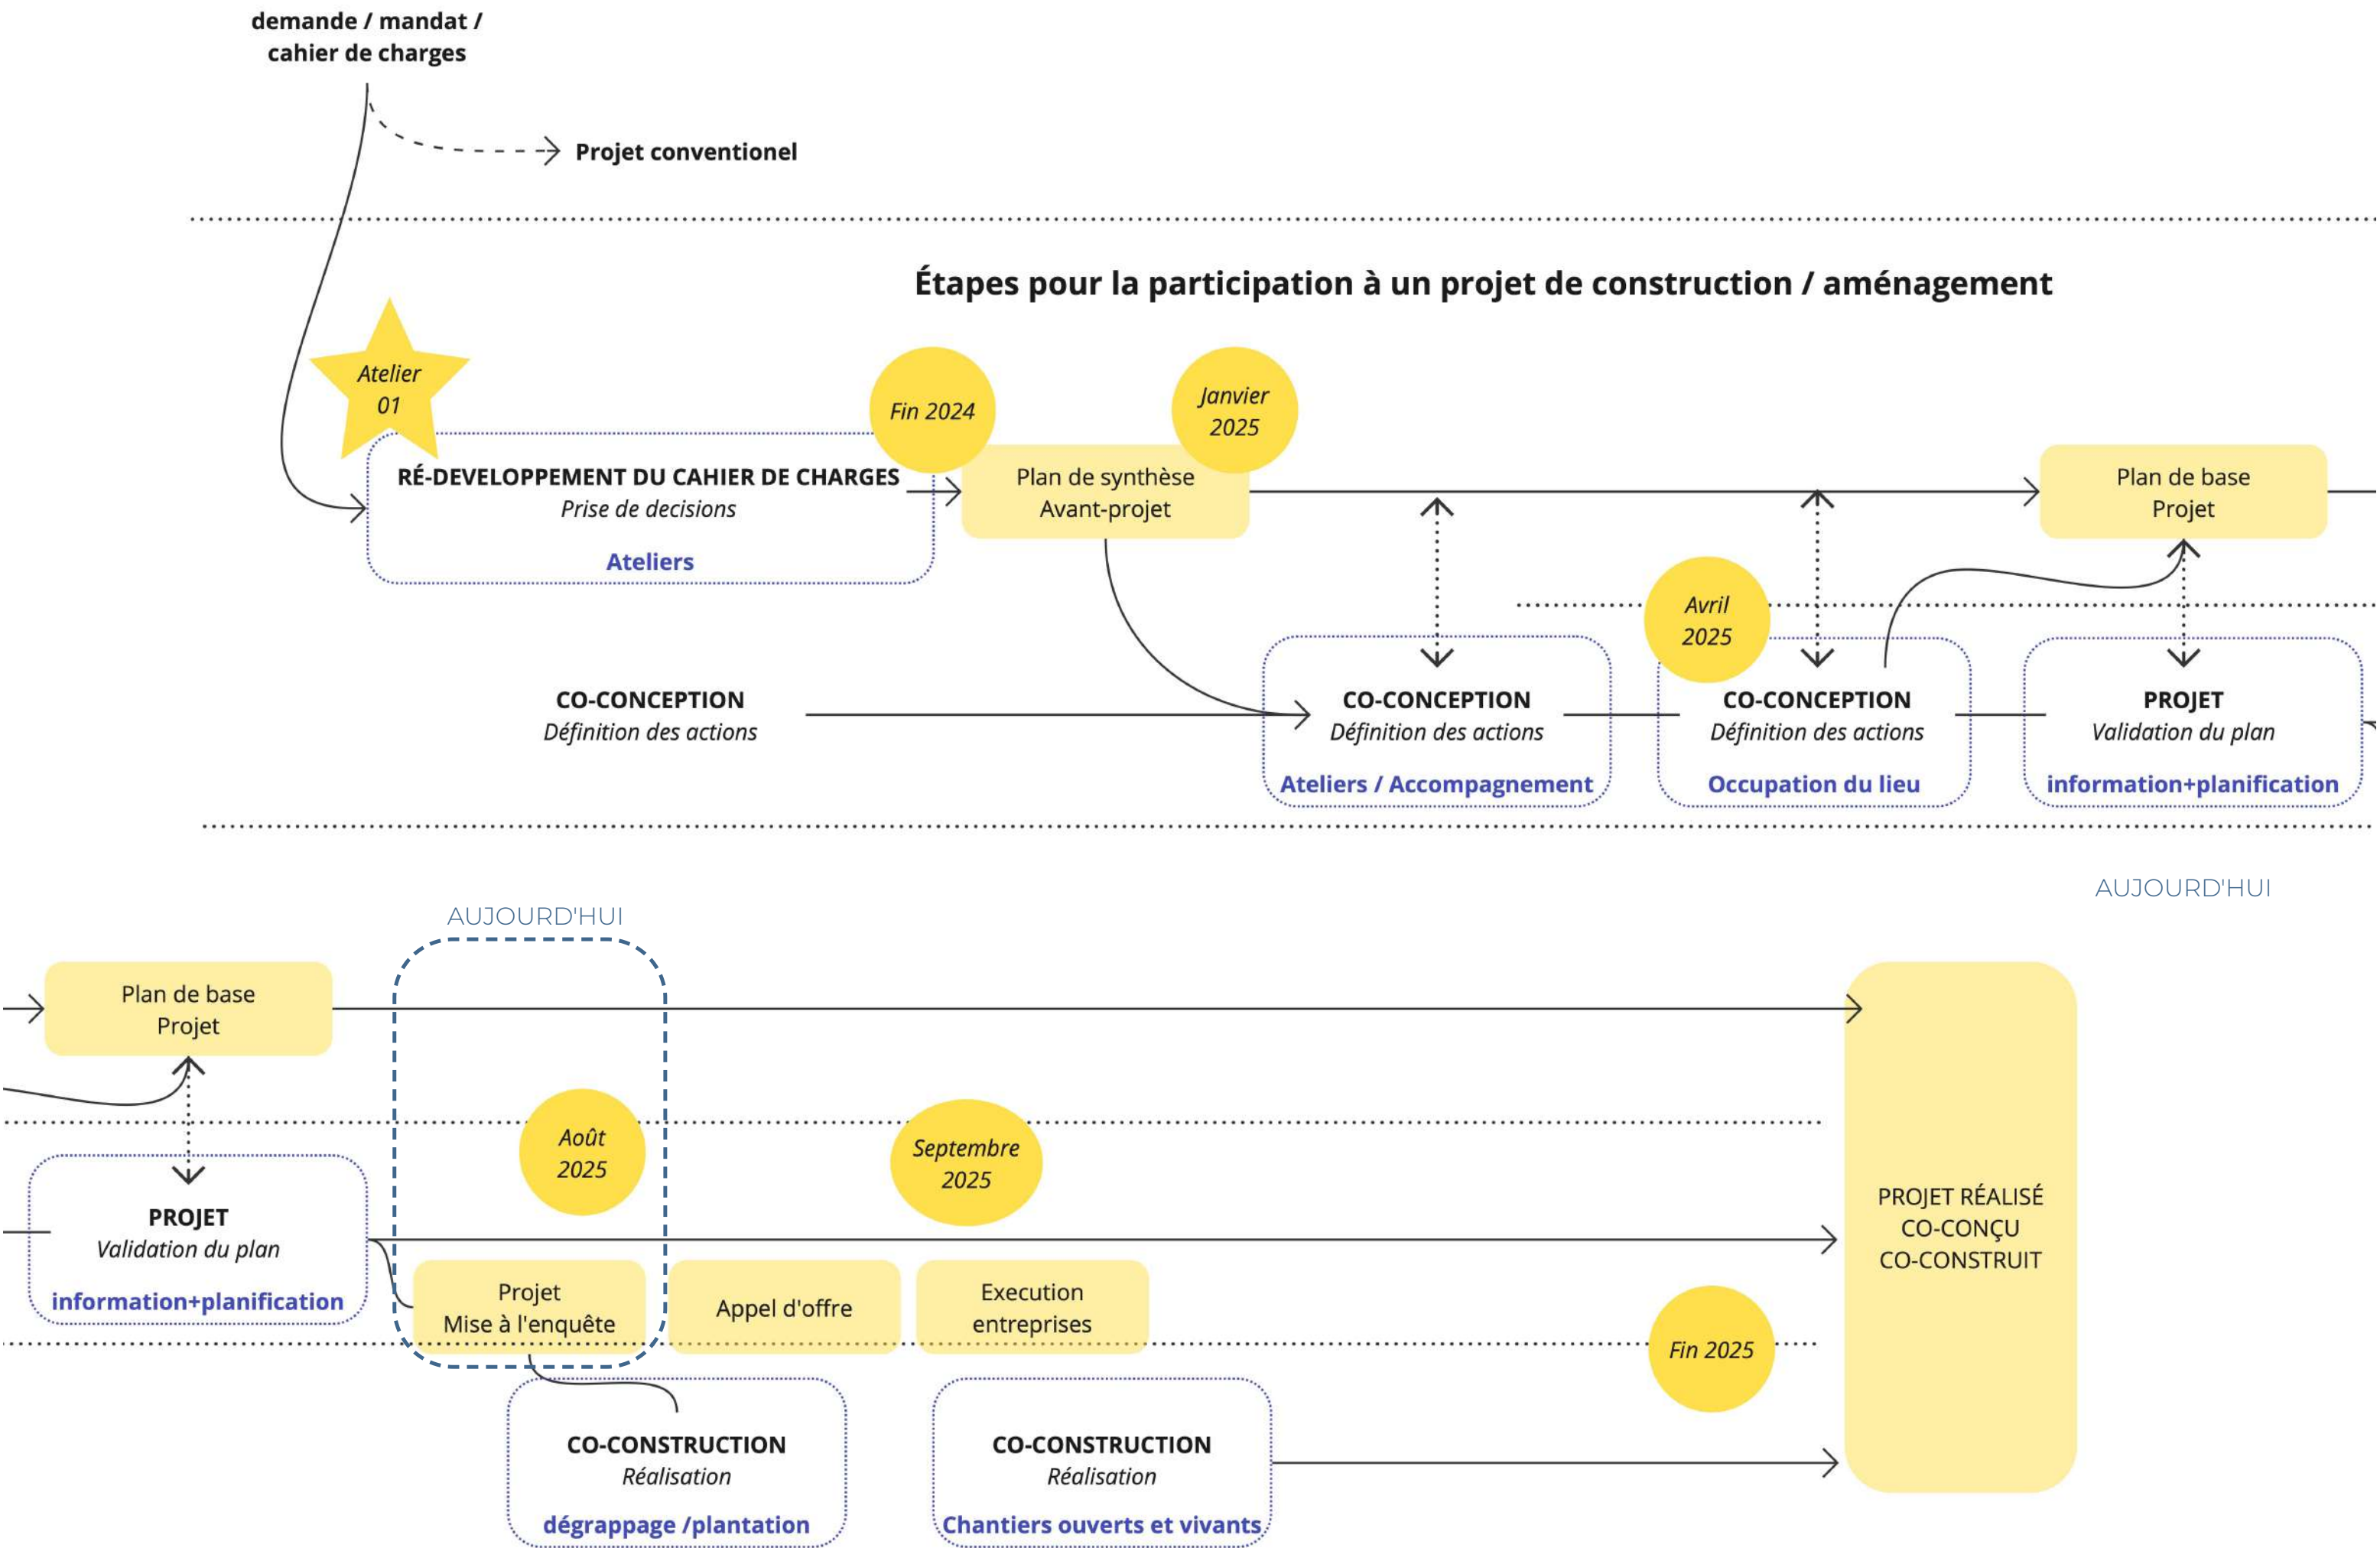 demande / mandat /
cahier de charges
Projet conventionel
Étapes pour la participation à un projet de construction / aménagement
Atelier
01
Fin 2024
Janvier
2025
RÉ-DEVELOPPEMENT DU CAHIER DE CHARGES
Prise de decisions
Ateliers
Plan de synthèse
Avant-projet
Plan de base
Projet
Avril
2025
CO-CONCEPTION
Définition des actions
CO-CONCEPTION
Définition des actions
Ateliers / Accompagnement
CO-CONCEPTION
Définition des actions
Occupation du lieu
PROJET
Validation du plan
information+planification
AUJOURD'HUI
AUJOURD'HUI
Plan de base
Projet
Août
2025
Septembre
2025
PROJET
Validation du plan
information+planification
Projet
Mise à l'enquête
Appel d'offre
Execution
entreprises
PROJET RÉALISÉ
CO-CONÇU
CO-CONSTRUIT
Fin 2025
CO-CONSTRUCTION
Réalisation
dégrappage /plantation
CO-CONSTRUCTION
Réalisation
Chantiers ouverts et vivants